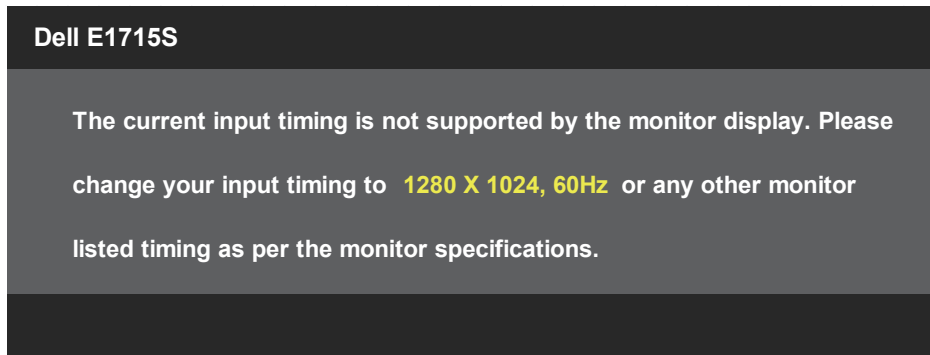 Dell E1715S
The current input timing is not supported by the monitor display. Please
change your input timing to 1280 X 1024, 60Hz or any other monitor
listed timing as per the monitor specifications.